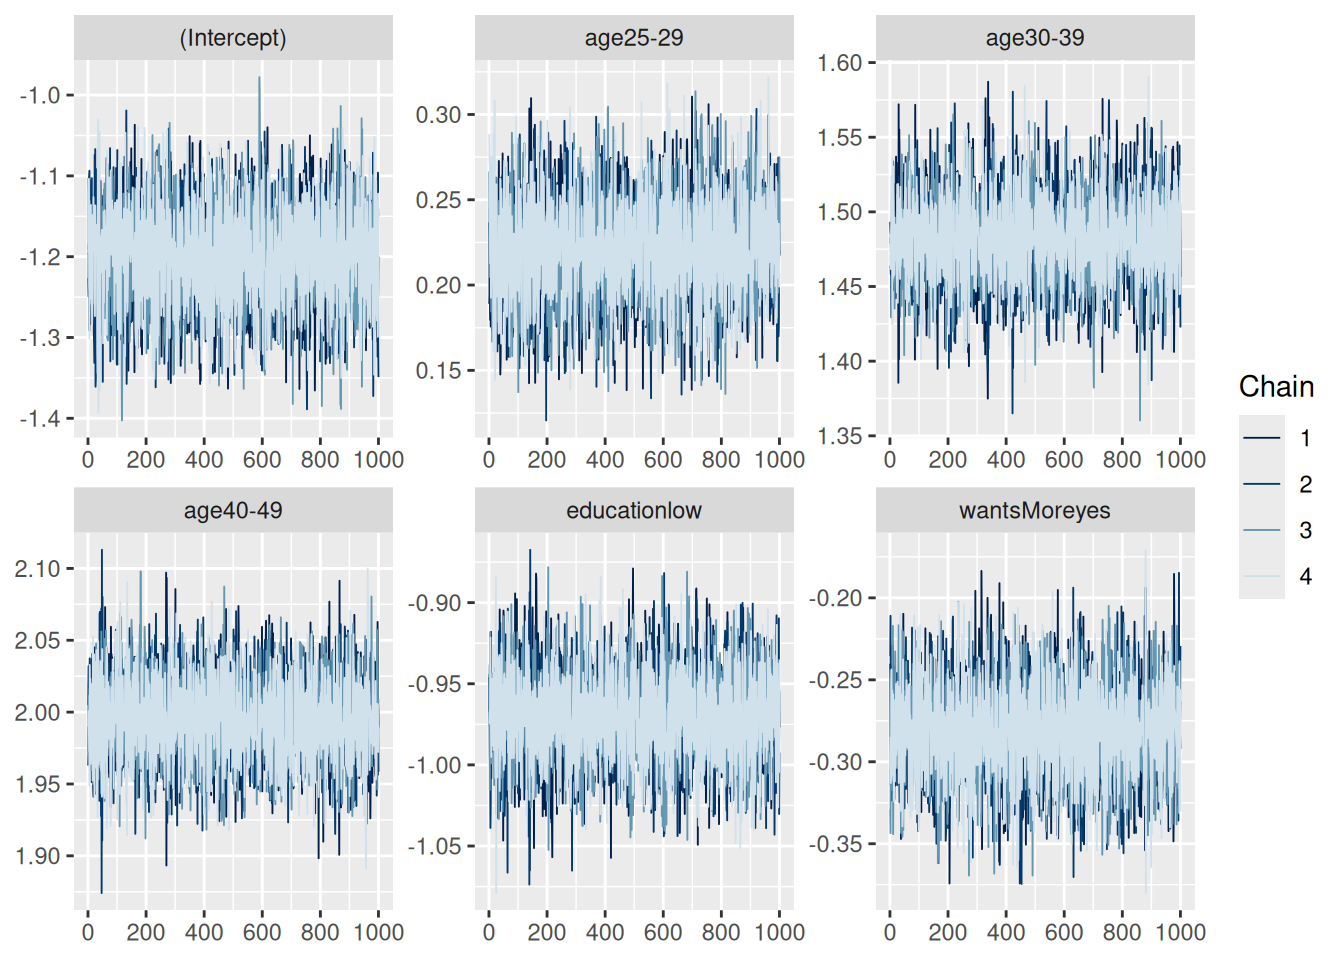 (Intercept)
age25-29
age30-39
-1.0
-1.1
-1.2
-1.3
-1.4
0.30
0.25
0.20
0.15
1.60
1.55
1.50
1.45
1.40
1.35
0 200 400 600 800 1000
0 200 400 600 800 1000
0 200 400 600 800 1000
age40-49
educationlow
wantsMoreyes
2.10
2.05
2.00
1.95
1.90
-0.90
-0.95
-1.00
-1.05
-0.20
-0.25
-0.30
-0.35
0 200 400 600 800 1000
0 200 400 600 800 1000
0 200 400 600 800 1000
Chain
1
2
3
4